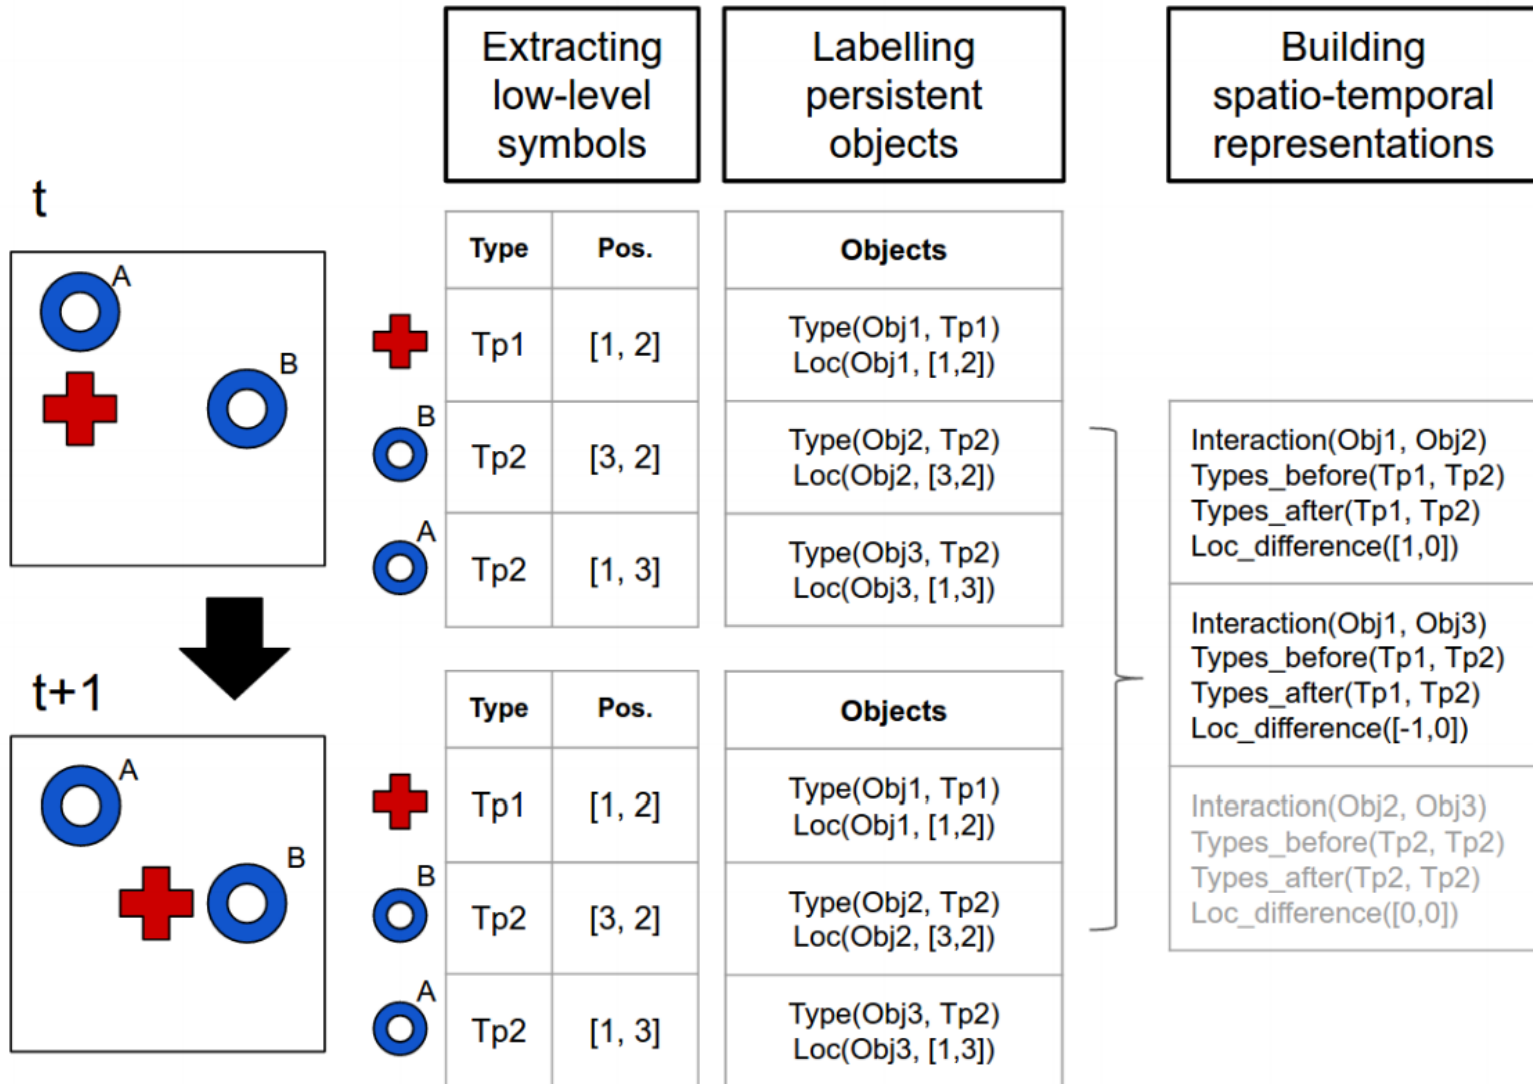 Extracting
low-level
symbols
Labelling
persistent
objects
Building
spatio-temporal
representations
t
A
B
Type Pos. Objects
Tp1 [1, 2] Type(Obj1, Tp1)
Loc(Obj1, [1,2])
B
Tp2 [3, 2] Type(Obj2, Tp2)
Loc(Obj2, [3,2])
A
Tp2 [1, 3] Type(Obj3, Tp2)
Loc(Obj3, [1,3])
t+1
A
B
Type Pos. Objects
Tp1 [1, 2] Type(Obj1, Tp1)
Loc(Obj1, [1,2])
B
Tp2 [3, 2] Type(Obj2, Tp2)
Loc(Obj2, [3,2])
A
Tp2 [1, 3] Type(Obj3, Tp2)
Loc(Obj3, [1,3])
Interaction(Obj1, Obj2)
Types_before(Tp1, Tp2)
Types_after(Tp1, Tp2)
Loc_difference([1,0])
Interaction(Obj1, Obj3)
Types_before(Tp1, Tp2)
Types_after(Tp1, Tp2)
Loc_difference([-1,0])
Interaction(Obj2, Obj3)
Types_before(Tp2, Tp2)
Types_after(Tp2, Tp2)
Loc_difference([0,0])